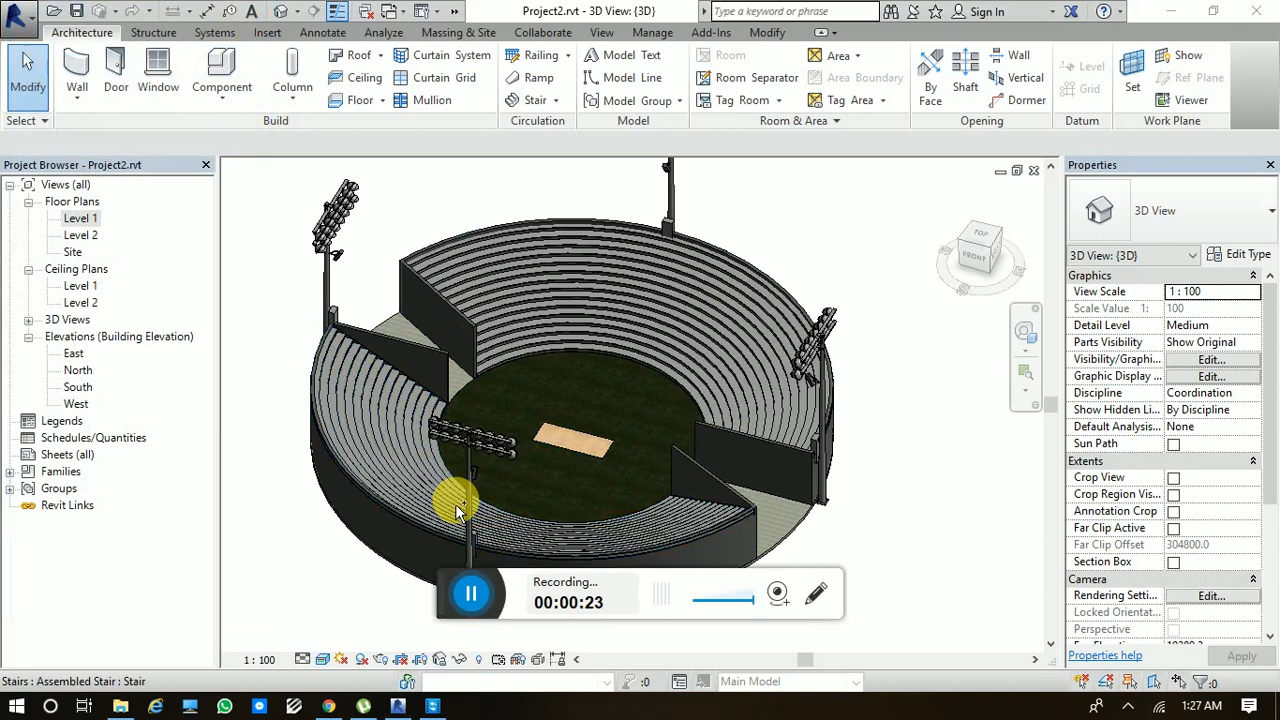 Project2.rvt - 3D View: {3D}
Type a keyword or phrase
Sign In
Architecture
Structure
Systems
Insert
Annotate
Analyze
Massing & Site
Collaborate
View
Manage
Add-Ins
Modify
Modify
Wall
Door
Window
Component
Column
Roof
Ceiling
Floor
Curtain System
Curtain Grid
Mullion
Railing
Ramp
Stair
Model Text
Model Line
Model Group
Room
Room Separator
Tag Room
Area
Area Boundary
Tag Area
By Face
Shaft
Wall
Vertical
Dormer
Level
Grid
Set
Show
Ref Plane
Viewer
Select
Build
Circulation
Model
Room & Area
Opening
Datum
Work Plane
Project Browser - Project2.rvt
Views (all)
Floor Plans
Level 1
Level 2
Site
Ceiling Plans
Level 1
Level 2
3D Views
Elevations (Building Elevation)
East
North
South
West
Legends
Schedules/Quantities
Sheets (all)
Families
Groups
Revit Links
TOP
FRONT
Recording...
00:00:23
Properties
3D View
3D View: {3D}
Edit Type
Graphics
View Scale 1 : 100
Scale Value 1: 100
Detail Level Medium
Parts Visibility Show Original
Visibility/Graphi... Edit...
Graphic Display ... Edit...
Discipline Coordination
Show Hidden Li... By Discipline
Default Analysis... None
Sun Path
Extents
Crop View
Crop Region Vis...
Annotation Crop
Far Clip Active
Far Clip Offset 304800.0
Section Box
Camera
Rendering Setti... Edit...
Locked Orientat...
Perspective
Properties help
Apply
1 : 100
Stairs : Assembled Stair : Stair
:0
Main Model
:0
1:27 AM